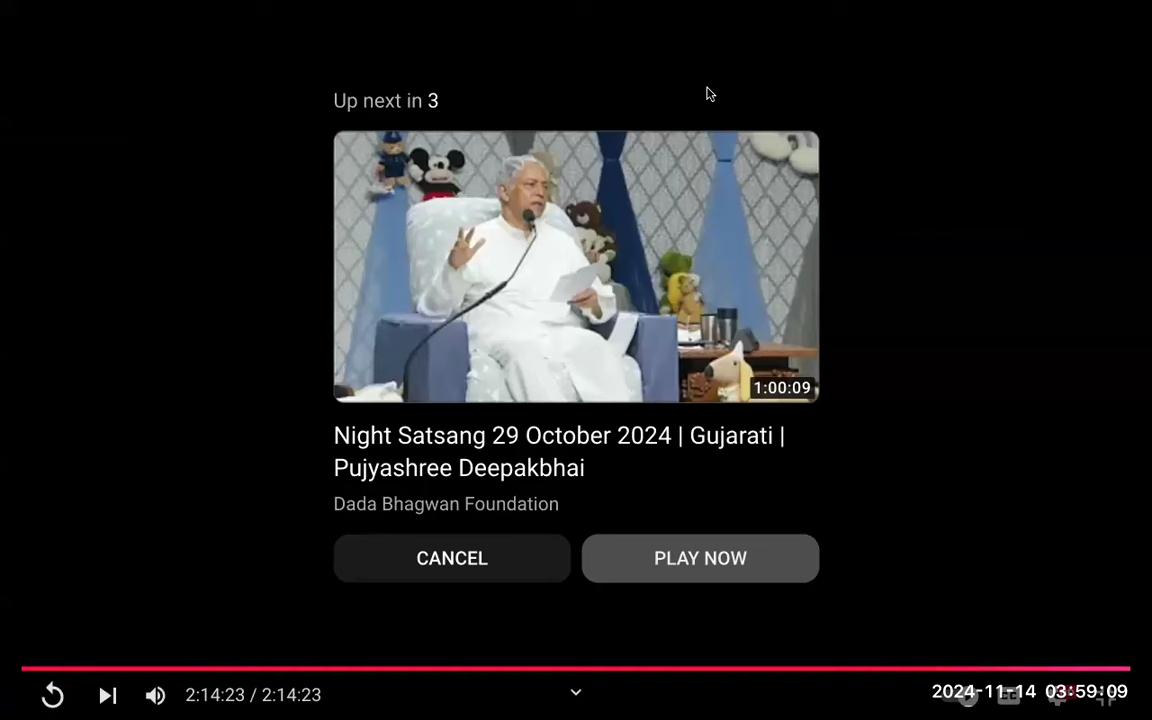 Up next in 3
1:00:09
Night Satsang 29 October 2024 | Gujarati |
Pujyashree Deepakbhai
Dada Bhagwan Foundation
CANCEL
PLAY NOW
2:14:23 / 2:14:23
2024-11-14 03:59:09